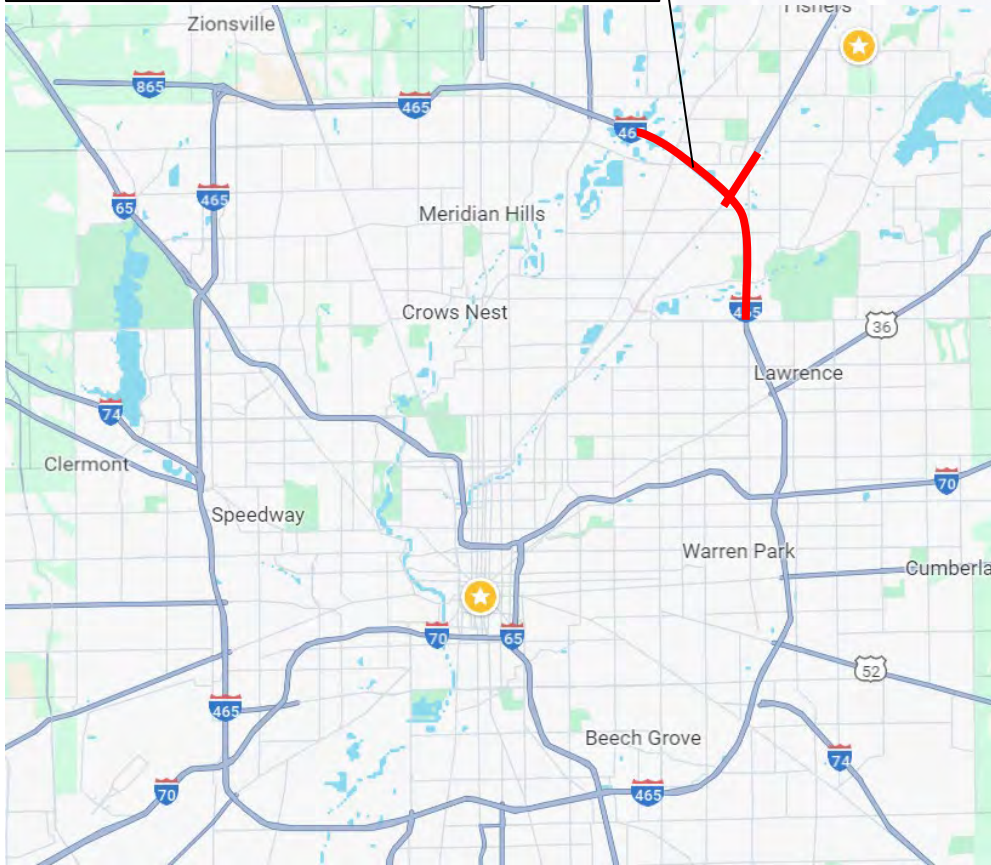 Zionsville
Fishers
865
465
465
65
465
Meridian Hills
Crows Nest
36
Lawrence
74
Clermont
70
Speedway
Warren Park
Cumberla
70
65
52
465
Beech Grove
74
70
465